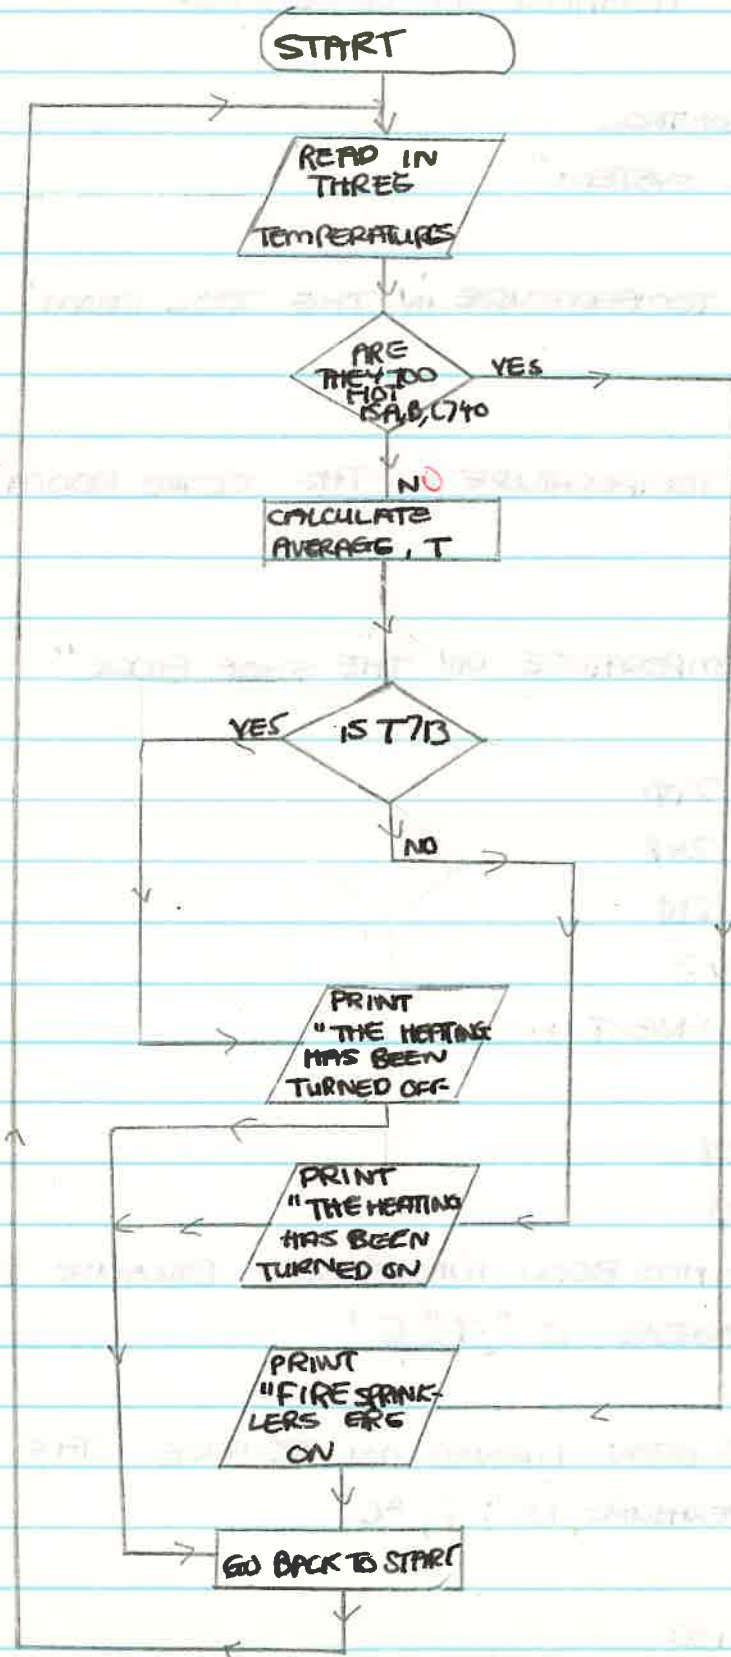 START
READ IN
THREE
TEMPERATURES
ARE
THEY TOO
HOT
IS A,B,C>40
YES
NO
CALCULATE
AVERAGE, T
IS T>13
YES
NO
PRINT
"THE HEATING
HAS BEEN
TURNED OFF
PRINT
"THE HEATING
HAS BEEN
TURNED ON
PRINT
"FIRE SPRINK-
LERS ERE
ON
GO BACK TO START